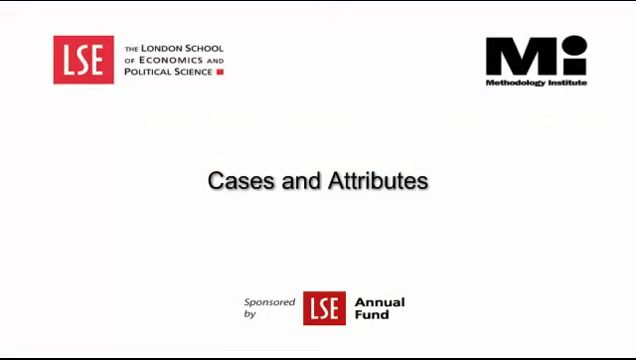 LSE
THE LONDON SCHOOL
OF ECONOMICS AND
POLITICAL SCIENCE
Mi
Methodology Institute
Cases and Attributes
Sponsored
by
LSE
Annual
Fund